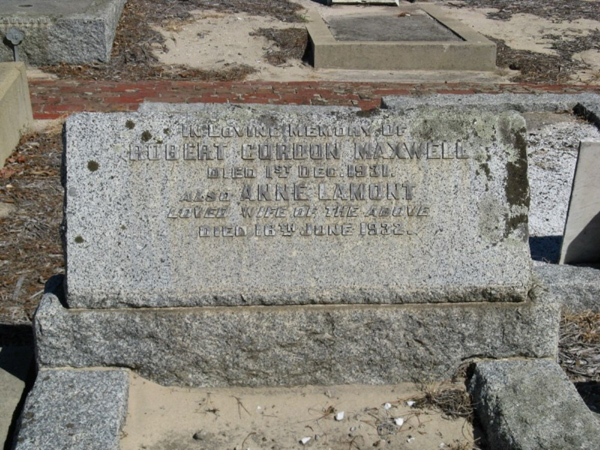 IN LOVING MEMORY OF
ROBERT GORDON MAXWELL
DIED 1ST DEC. 1931.
ALSO ANNE LAMONT
LOVED WIFE OF THE ABOVE
DIED 16TH JUNE 1932.